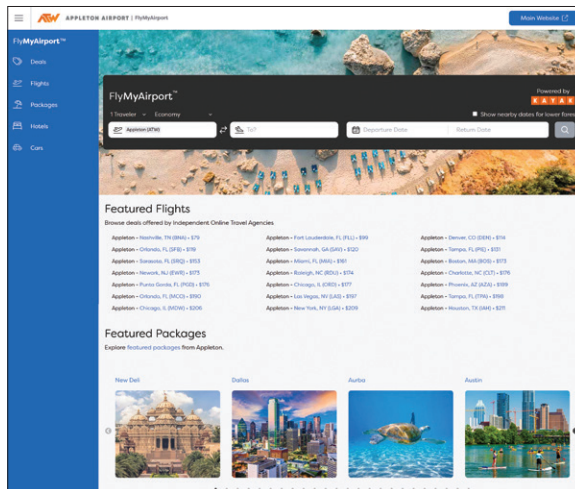 ATW APPLETON AIRPORT | FlyMyAirport
Main Website
FlyMyAirport™
Deals
Flights
Packages
Hotels
Cars
FlyMyAirport™
Powered by
KAYAK
1 Traveler Economy
Show nearby dates for lower fares
Appleton (ATW) To? Departure Date Return Date
Featured Flights
Browse deals offered by independent Online Travel Agencies
Appleton • Nashville, TN (BNA) • $79
Appleton • Orlando, FL (SFB) • $119
Appleton • Sarasota, FL (SRQ) • $153
Appleton • Newark, NJ (EWR) • $173
Appleton • Punta Gorda, FL (PGD) • $175
Appleton • Orlando, FL (MCO) • $190
Appleton • Chicago, IL (MDW) • $206
Appleton • Fort Lauderdale, FL (FLL) • $99
Appleton • Savannah, GA (SAV) • $120
Appleton • Miami, FL (MIA) • $161
Appleton • Raleigh, NC (RDU) • $174
Appleton • Chicago, IL (ORD) • $177
Appleton • Las Vegas, NV (LAS) • $197
Appleton • New York, NY (LGA) • $209
Appleton • Denver, CO (DEN) • $114
Appleton • Tampa, FL (PIE) • $131
Appleton • Boston, MA (BOS) • $173
Appleton • Charlotte, NC (CLT) • $176
Appleton • Phoenix, AZ (AZA) • $189
Appleton • Tampa, FL (TPA) • $198
Appleton • Houston, TX (IAH) • $211
Featured Packages
Explore featured packages from Appleton.
New Deli
Dallas
Aurba
Austin